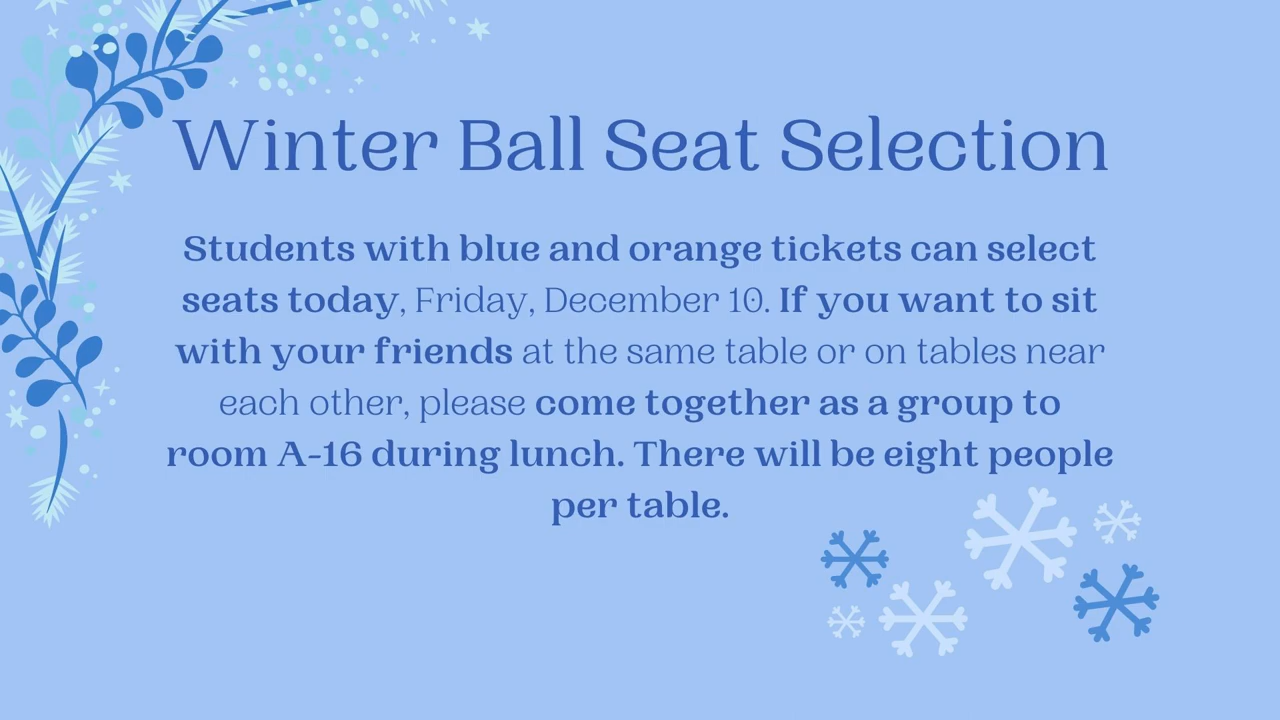 Winter Ball Seat Selection
Students with blue and orange tickets can select
seats today, Friday, December 10. If you want to sit
with your friends at the same table or on tables near
each other, please come together as a group to
room A-16 during lunch. There will be eight people
per table.